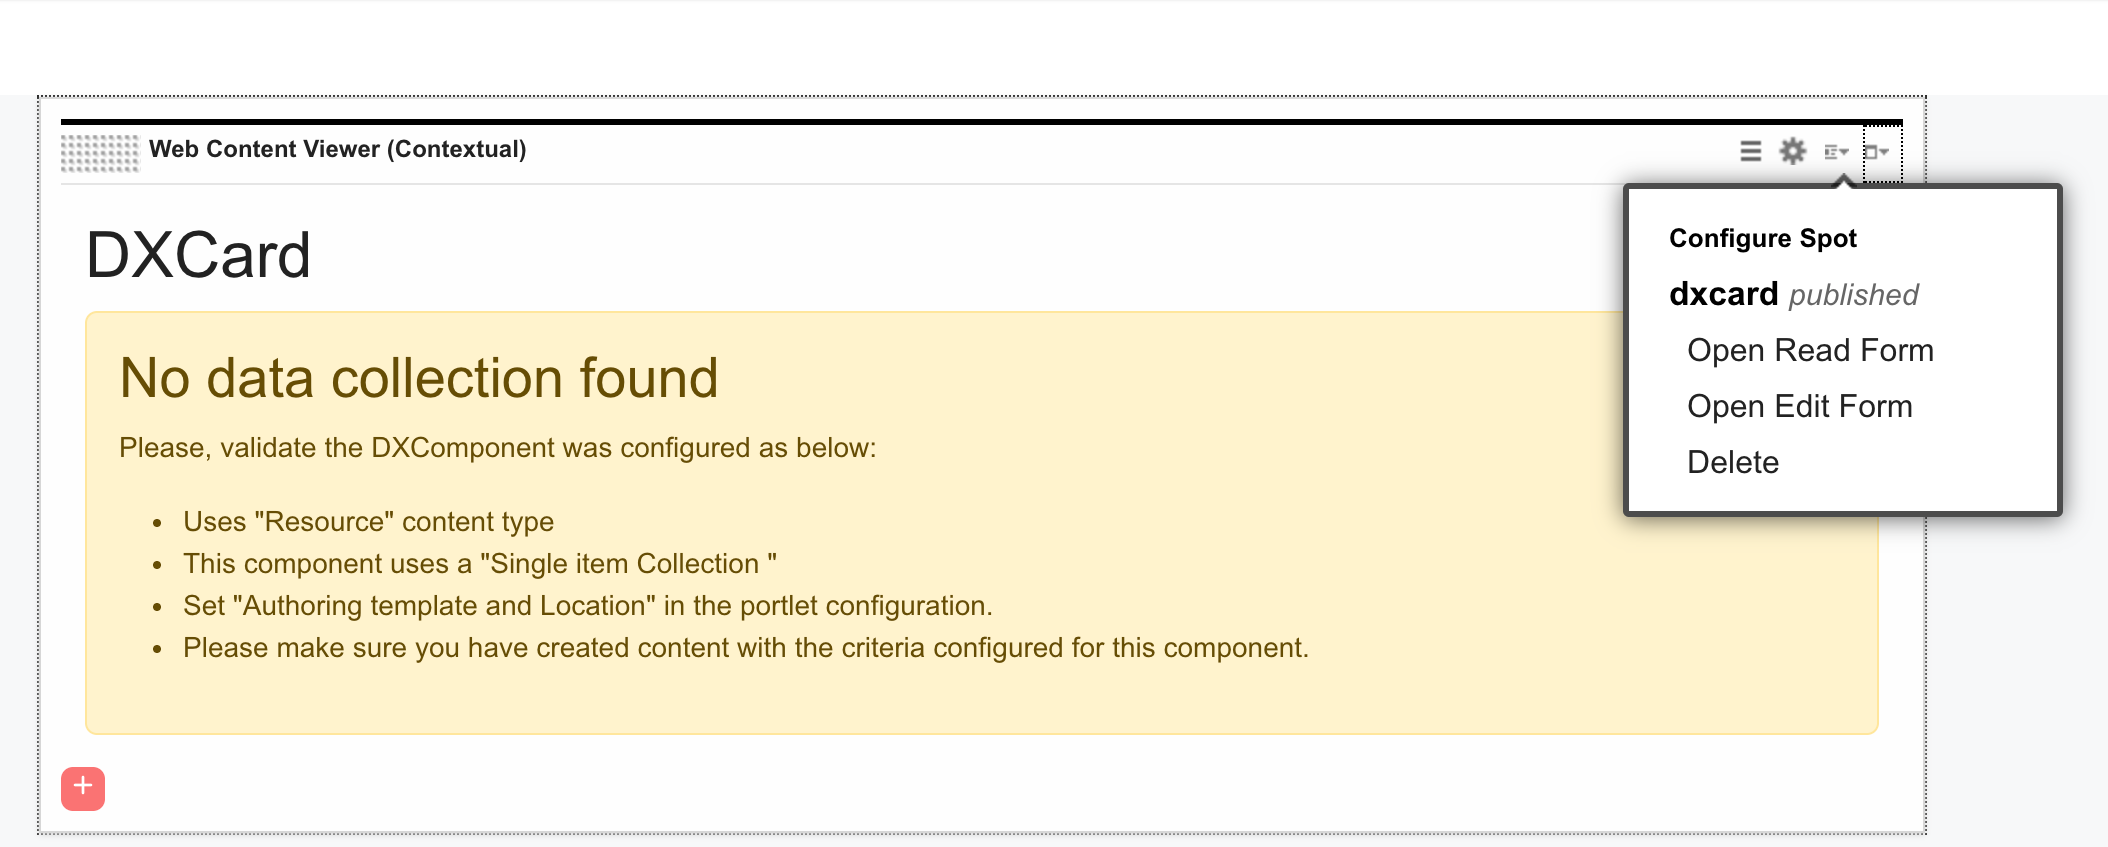 Web Content Viewer (Contextual)
DXCard
No data collection found
Please, validate the DXComponent was configured as below:
Uses "Resource" content type
This component uses a "Single item Collection "
Set "Authoring template and Location" in the portlet configuration.
Please make sure you have created content with the criteria configured for this component.
Configure Spot
dxcard published
Open Read Form
Open Edit Form
Delete